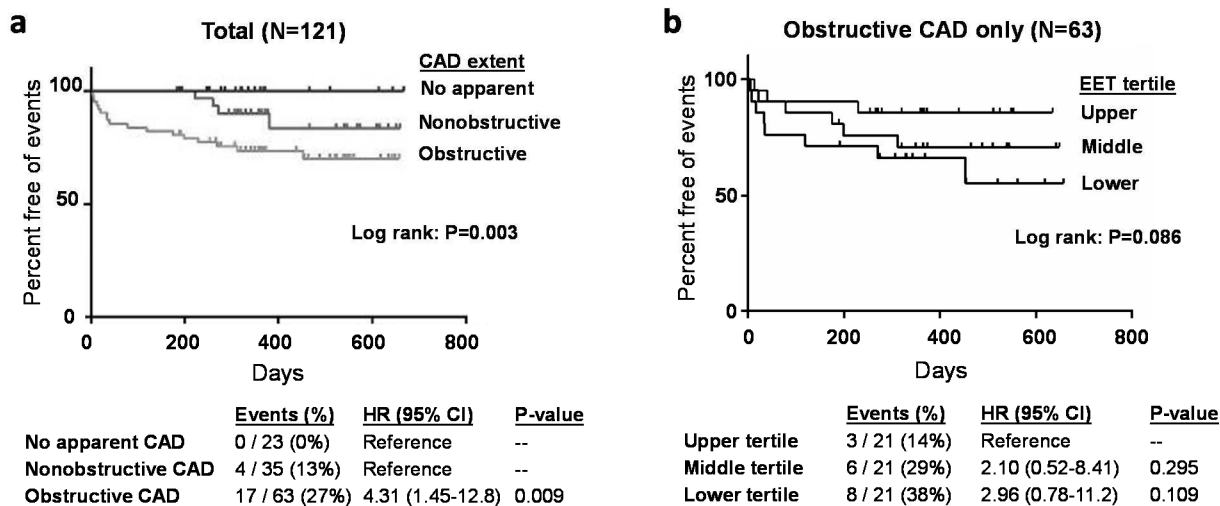 a
Total (N=121)
CAD extent
No apparent
Nonobstructive
Obstructive
Log rank: P=0.003
Percent free of events
100
50
0
0 200 400 600 800
Days
Events (%) HR (95% CI) P-value
No apparent CAD 0 / 23 (0%) Reference --
Nonobstructive CAD 4 / 35 (13%) Reference --
Obstructive CAD 17 / 63 (27%) 4.31 (1.45-12.8) 0.009
b
Obstructive CAD only (N=63)
EET tertile
Upper
Middle
Lower
Log rank: P=0.086
Percent free of events
100
50
0
0 200 400 600 800
Days
Events (%) HR (95% CI) P-value
Upper tertile 3 / 21 (14%) Reference --
Middle tertile 6 / 21 (29%) 2.10 (0.52-8.41) 0.295
Lower tertile 8 / 21 (38%) 2.96 (0.78-11.2) 0.109